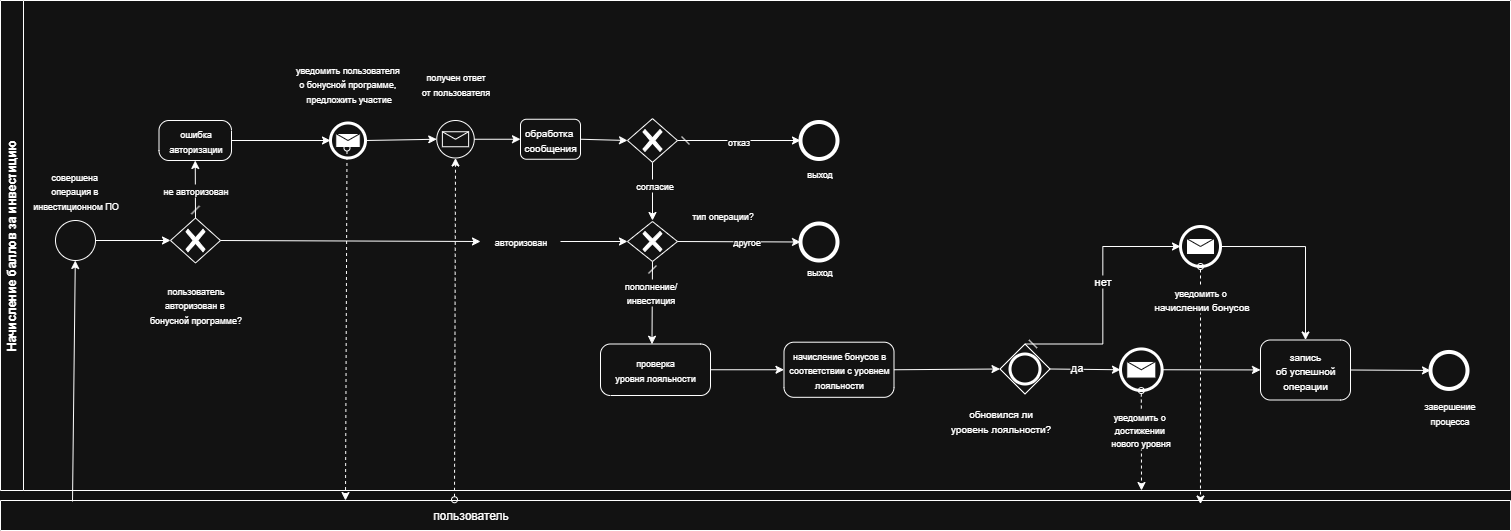 Начисление баллов за инвестицию
уведомить пользователя
о бонусной программе,
предложить участие
получен ответ
от пользователя
ошибка
авторизации
обработка
сообщения
отказ
выход
совершена
операция в
инвестиционном ПО
не авторизован
согласие
тип операции?
авторизован
другое
выход
пользователь
авторизован в
бонусной программе?
пополнение/
инвестиция
нет
уведомить о
начислении бонусов
проверка
уровня лояльности
начисление бонусов в
соответствии с уровнем
лояльности
да
запись
об успешной
операции
обновился ли
уровень лояльности?
уведомить о
достижении
нового уровня
завершение
процесса
пользователь